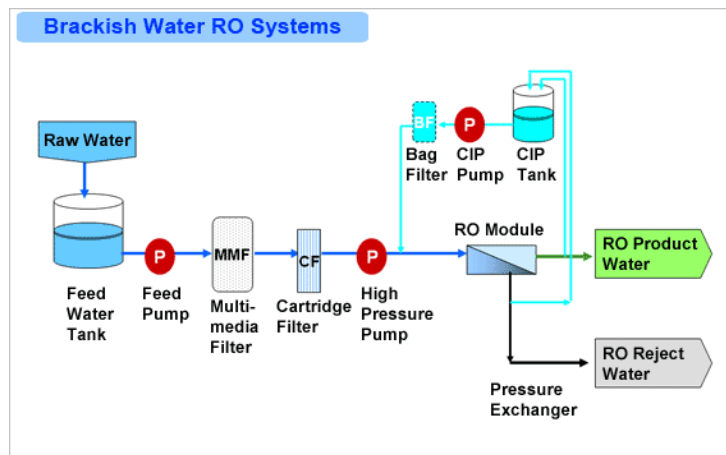 Brackish Water RO Systems
Raw Water
BF
P
Bag
Filter
CIP
Pump
CIP
Tank
RO Module
RO Product
Water
P
MMF
CF
P
Feed
Water
Tank
Feed
Pump
Multi-
media
Filter
Cartridge
Filter
High
Pressure
Pump
RO Reject
Water
Pressure
Exchanger